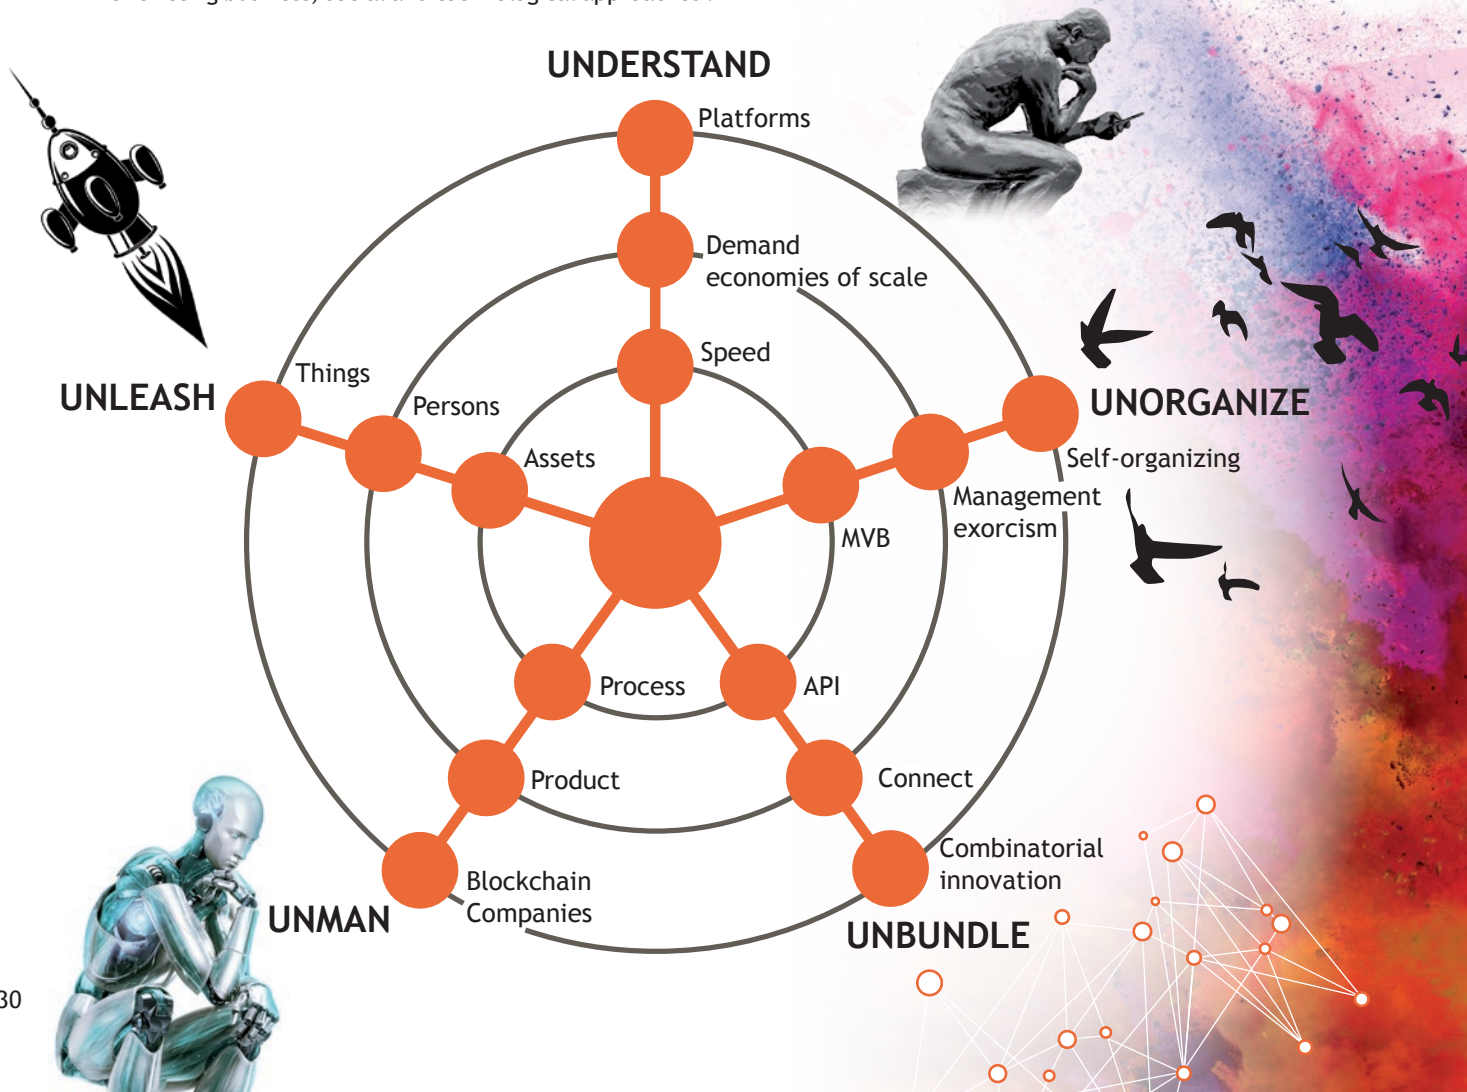 UNDERSTAND
Platforms
Demand
economies of scale
Speed
Things
UNLEASH
Persons
UNORGANIZE
Assets
Self-organizing
Management
exorcism
MVB
Process
API
Product
Connect
Combinatorial
innovation
Blockchain
Companies
UNMAN
UNBUNDLE
30